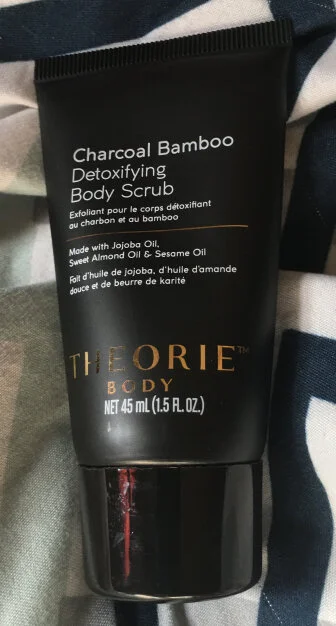 Charcoal Bamboo
Detoxifying
Body Scrub
Exfoliant pour le corps détoxifiant
au charbon et au bamboo
Made with Jojoba Oil,
Sweet Almond Oil & Sesame Oil
Fait d'huile de jojoba, d'huile d'amande
douce et de beurre de karité
THEORIE™
BODY
NET 45 mL (1.5 FL. OZ.)